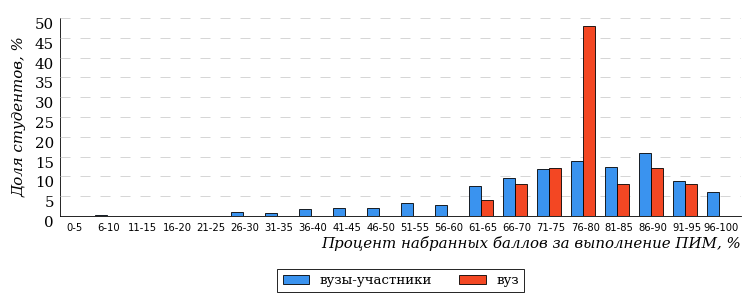 50
45
40
35
30
25
20
15
10
5
0
Доля студентов, %
0-5 6-10 11-15 16-20 21-25 26-30 31-35 36-40 41-45 46-50 51-55 56-60 61-65 66-70 71-75 76-80 81-85 86-90 91-95 96-100
Процент набранных баллов за выполнение ПИМ, %
вузы-участники вуз